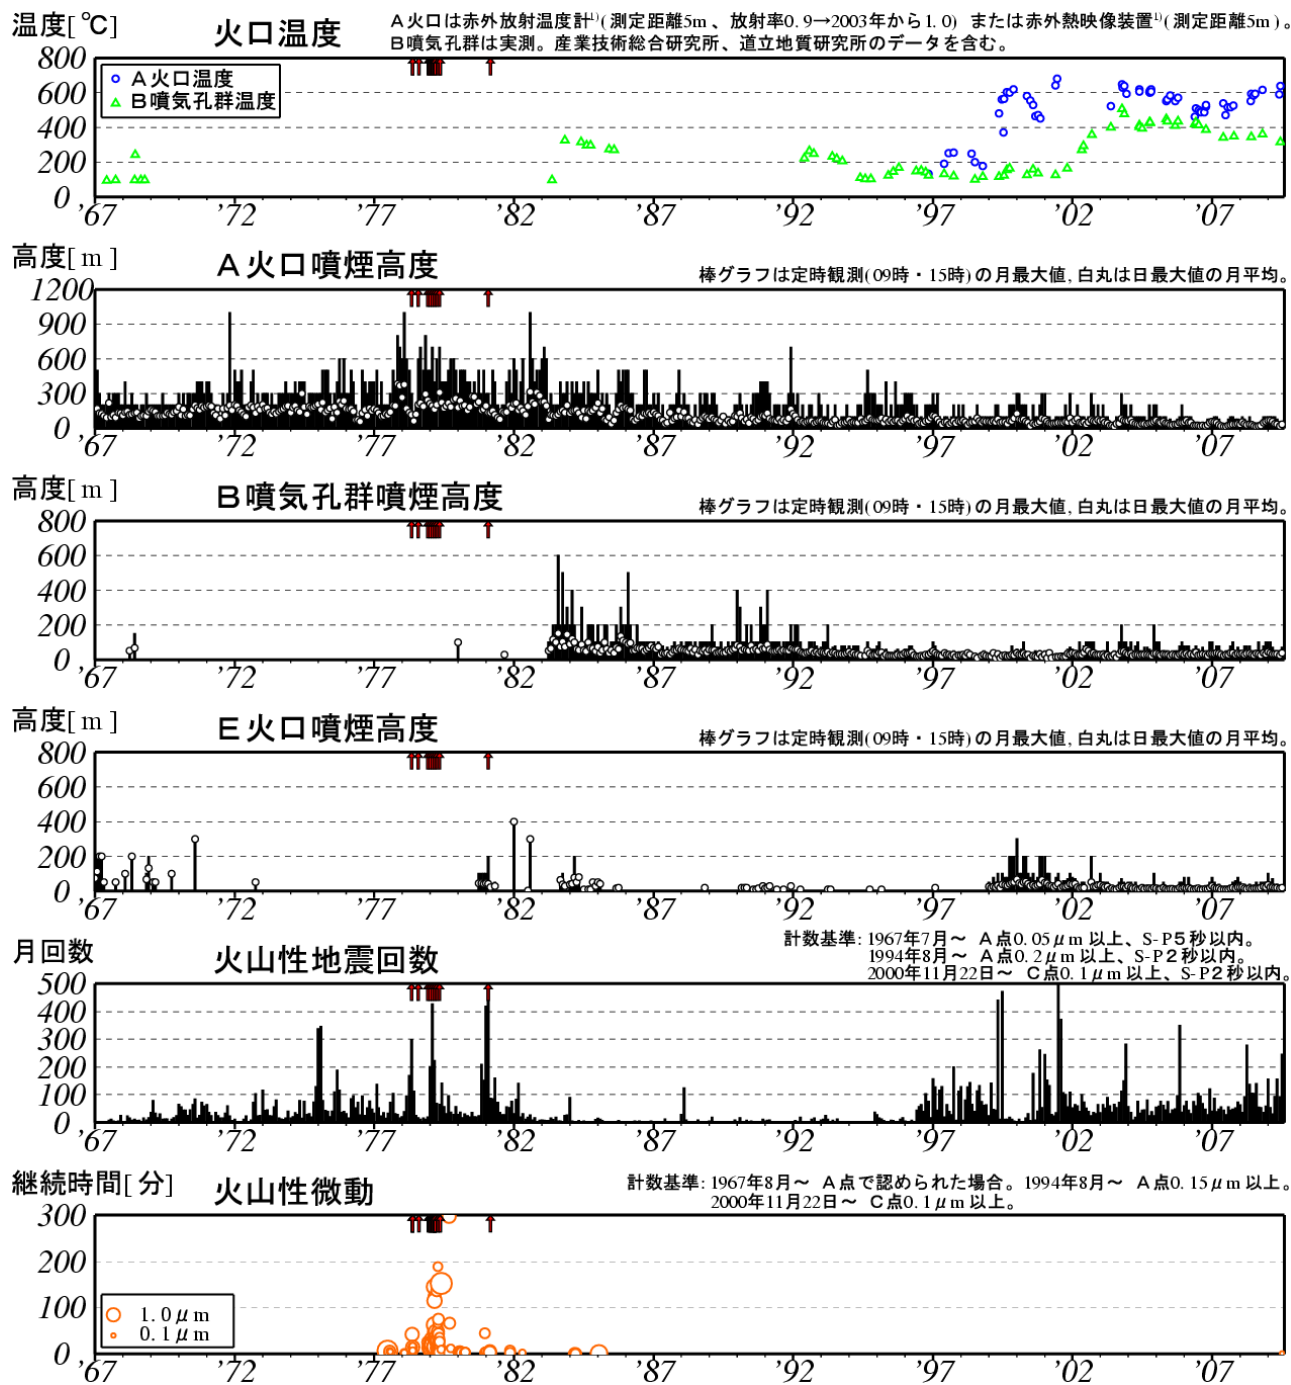 温度[℃]
火口温度
A火口は赤外放射温度計¹⁾(測定距離5m、放射率0.9→2003年から1.0) または赤外熱映像装置¹⁾(測定距離5m)。
B噴気孔群は実測。産業技術総合研究所、道立地質研究所のデータを含む。
800
600
400
200
0
A火口温度
B噴気孔群温度
'67 '72 '77 '82 '87 '92 '97 '02 '07
高度[m]
A火口噴煙高度
棒グラフは定時観測(09時・15時)の月最大値,白丸は日最大値の月平均。
1200
900
600
300
0
'67 '72 '77 '82 '87 '92 '97 '02 '07
高度[m]
B噴気孔群噴煙高度
棒グラフは定時観測(09時・15時)の月最大値,白丸は日最大値の月平均。
800
600
400
200
0
'67 '72 '77 '82 '87 '92 '97 '02 '07
高度[m]
E火口噴煙高度
棒グラフは定時観測(09時・15時)の月最大値,白丸は日最大値の月平均。
800
600
400
200
0
'67 '72 '77 '82 '87 '92 '97 '02 '07
月回数
火山性地震回数
計数基準: 1967年7月〜 A点0.05μm以上、S-P5秒以内。
1994年8月〜 A点0.2μm以上、S-P2秒以内。
2000年11月22日〜 C点0.1μm以上、S-P2秒以内。
500
400
300
200
100
0
'67 '72 '77 '82 '87 '92 '97 '02 '07
継続時間[分]
火山性微動
計数基準: 1967年8月〜 A点で認められた場合。1994年8月〜 A点0.15μm以上。
2000年11月22日〜 C点0.1μm以上。
300
200
100
0
1.0μm
0.1μm
'67 '72 '77 '82 '87 '92 '97 '02 '07